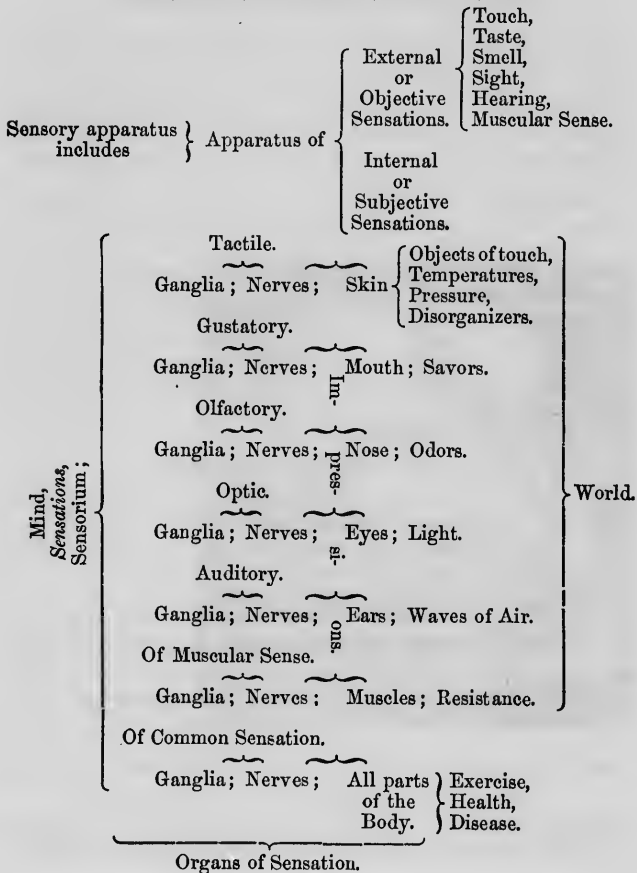 Sensory apparatus includes } Apparatus of {
External or Objective Sensations. {
Touch,
Taste,
Smell,
Sight,
Hearing,
Muscular Sense.
Internal or Subjective Sensations.
Mind,
Sensations,
Sensorium;
Tactile.
Ganglia; Nerves; Skin {
Objects of touch,
Temperatures,
Pressure,
Disorganizers.
Gustatory.
Ganglia; Nerves; Mouth; Savors.
Olfactory.
Ganglia; Nerves; Nose; Odors.
Optic.
Ganglia; Nerves; Eyes; Light.
Auditory.
Ganglia; Nerves; Ears; Waves of Air.
Of Muscular Sense.
Ganglia; Nerves: Muscles; Resistance.
Im-
pres-
si-
ons.
} World.
Of Common Sensation.
Ganglia; Nerves; All parts of the Body. }
Exercise,
Health,
Disease.
Organs of Sensation.